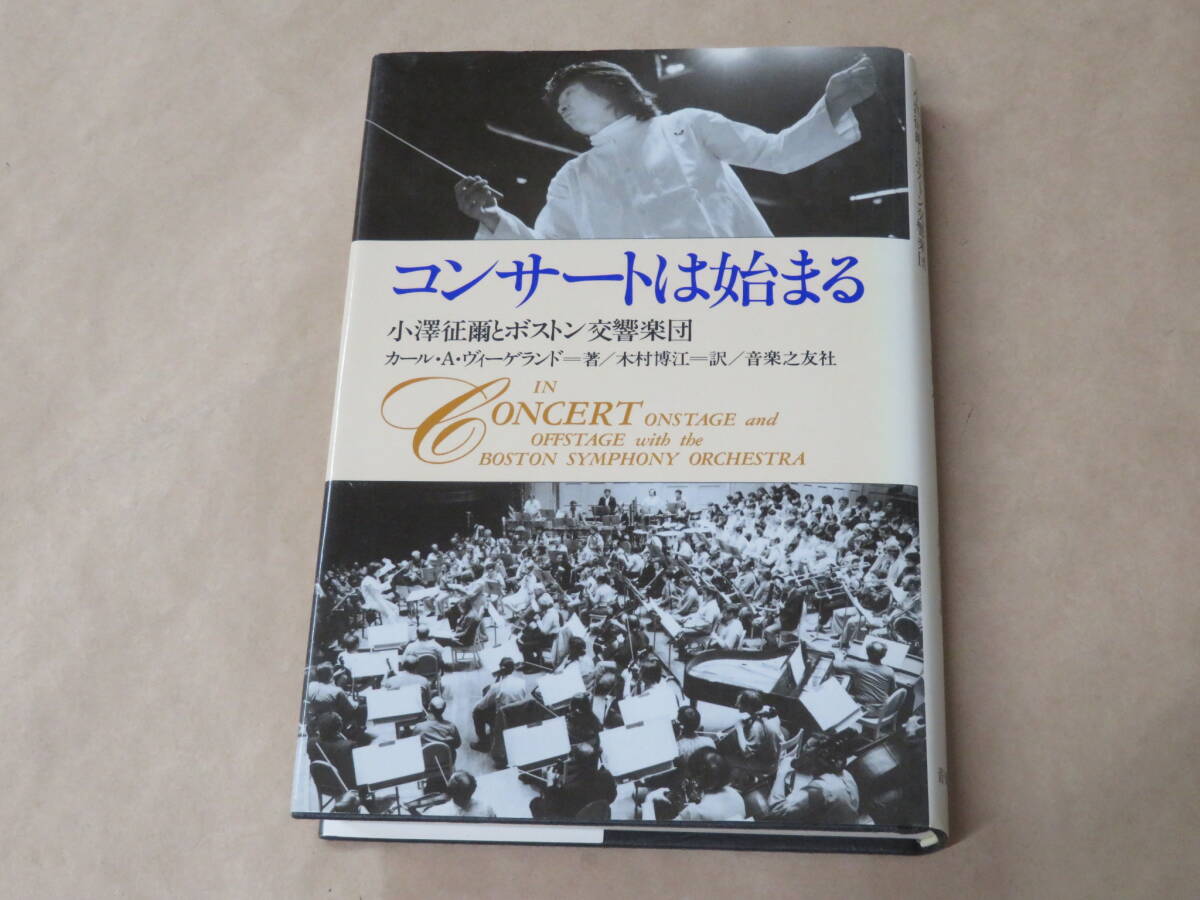 コンサートは始まる
小澤征爾とボストン交響楽団
カール・A・ヴィーゲランド＝著／木村博江＝訳／音楽之友社
IN
CONCERT ONSTAGE and
OFFSTAGE with the
BOSTON SYMPHONY ORCHESTRA